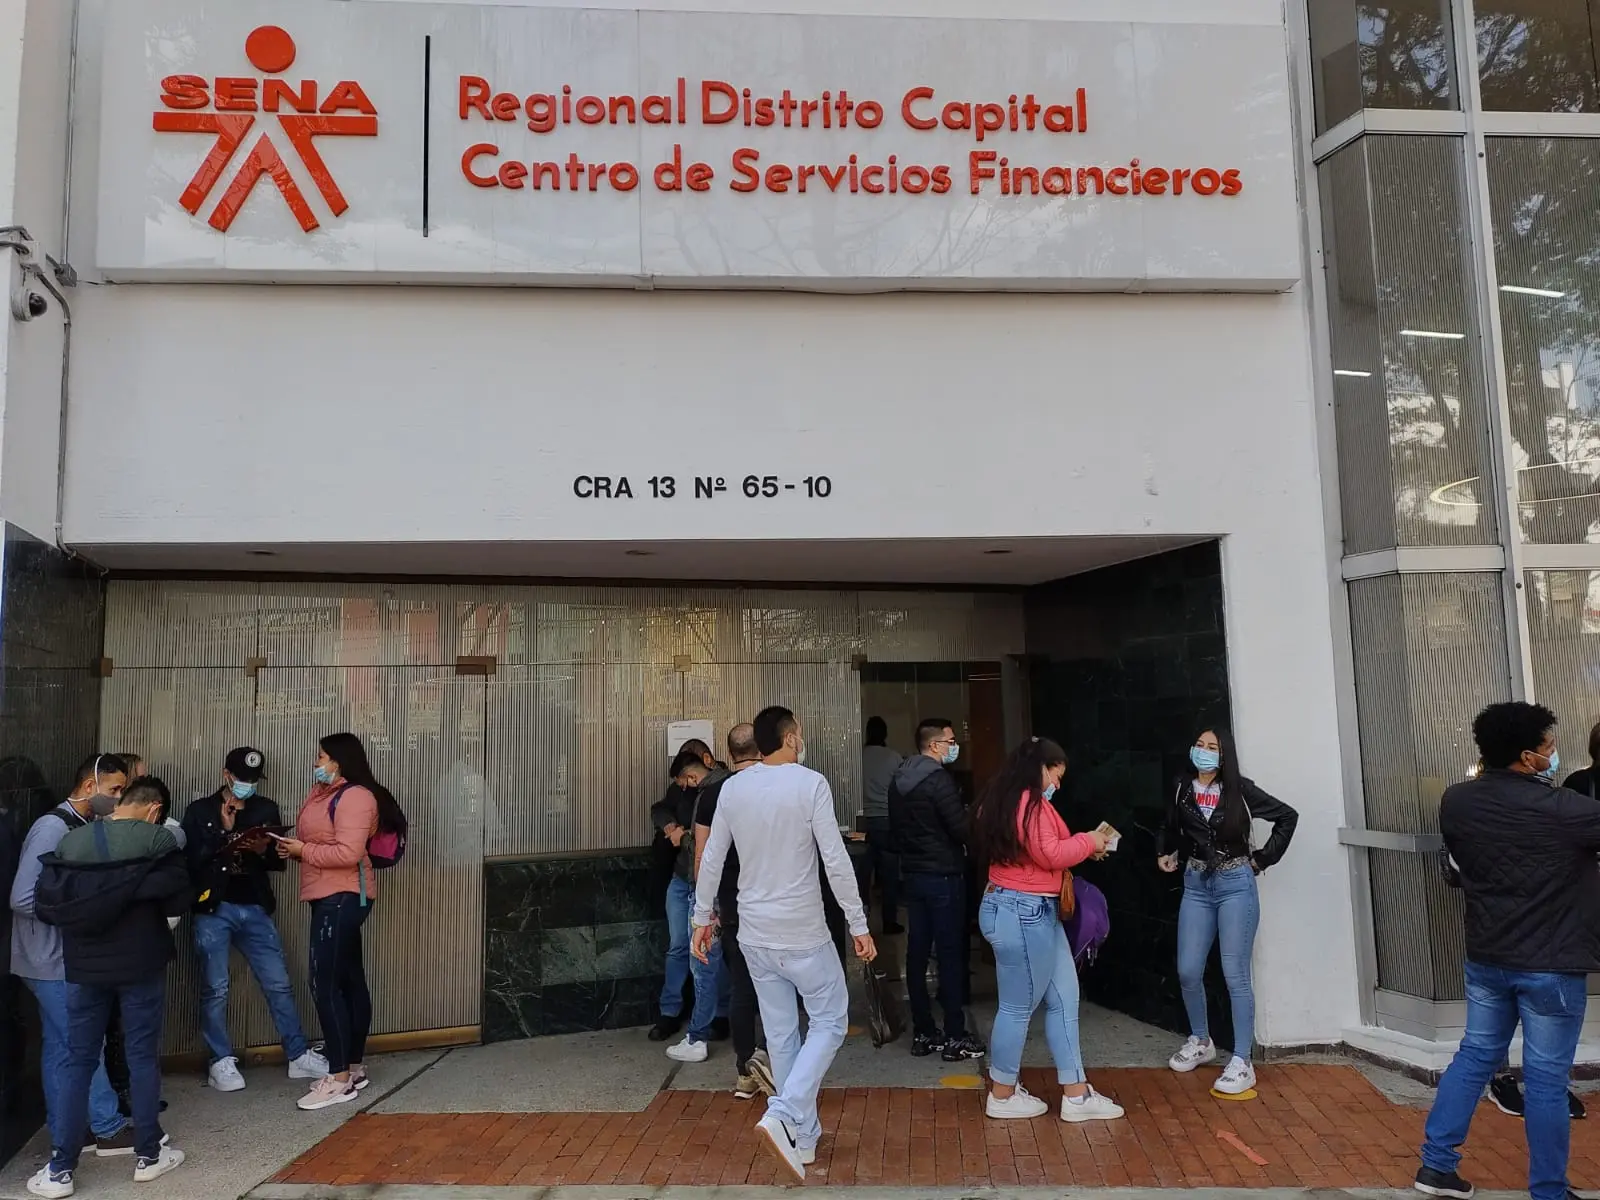 SENA
Regional Distrito Capital
Centro de Servicios Financieros
CRA 13 Nº 65-10